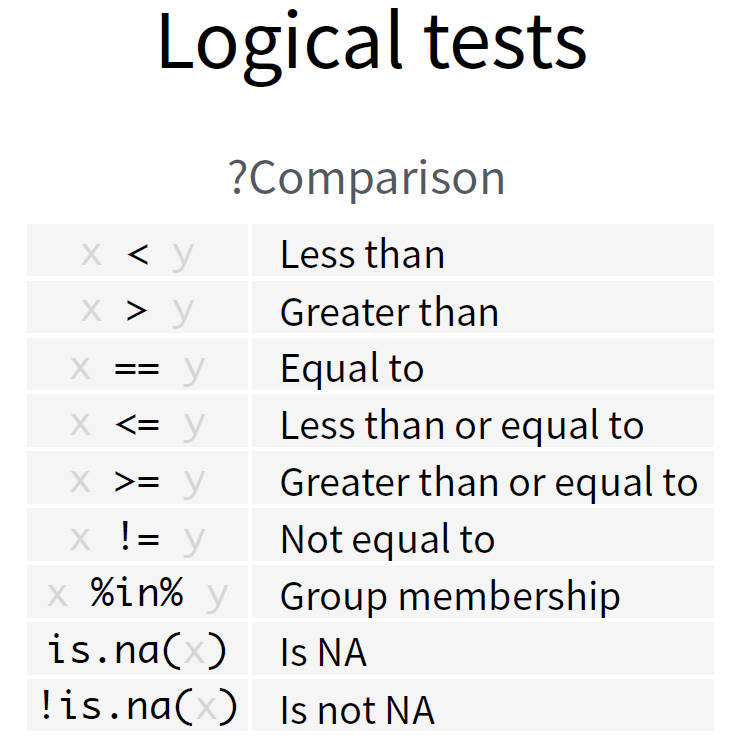 Logical tests
?Comparison
x < y Less than
x > y Greater than
x == y Equal to
x <= y Less than or equal to
x >= y Greater than or equal to
x != y Not equal to
x %in% y Group membership
is.na(x) Is NA
!is.na(x) Is not NA